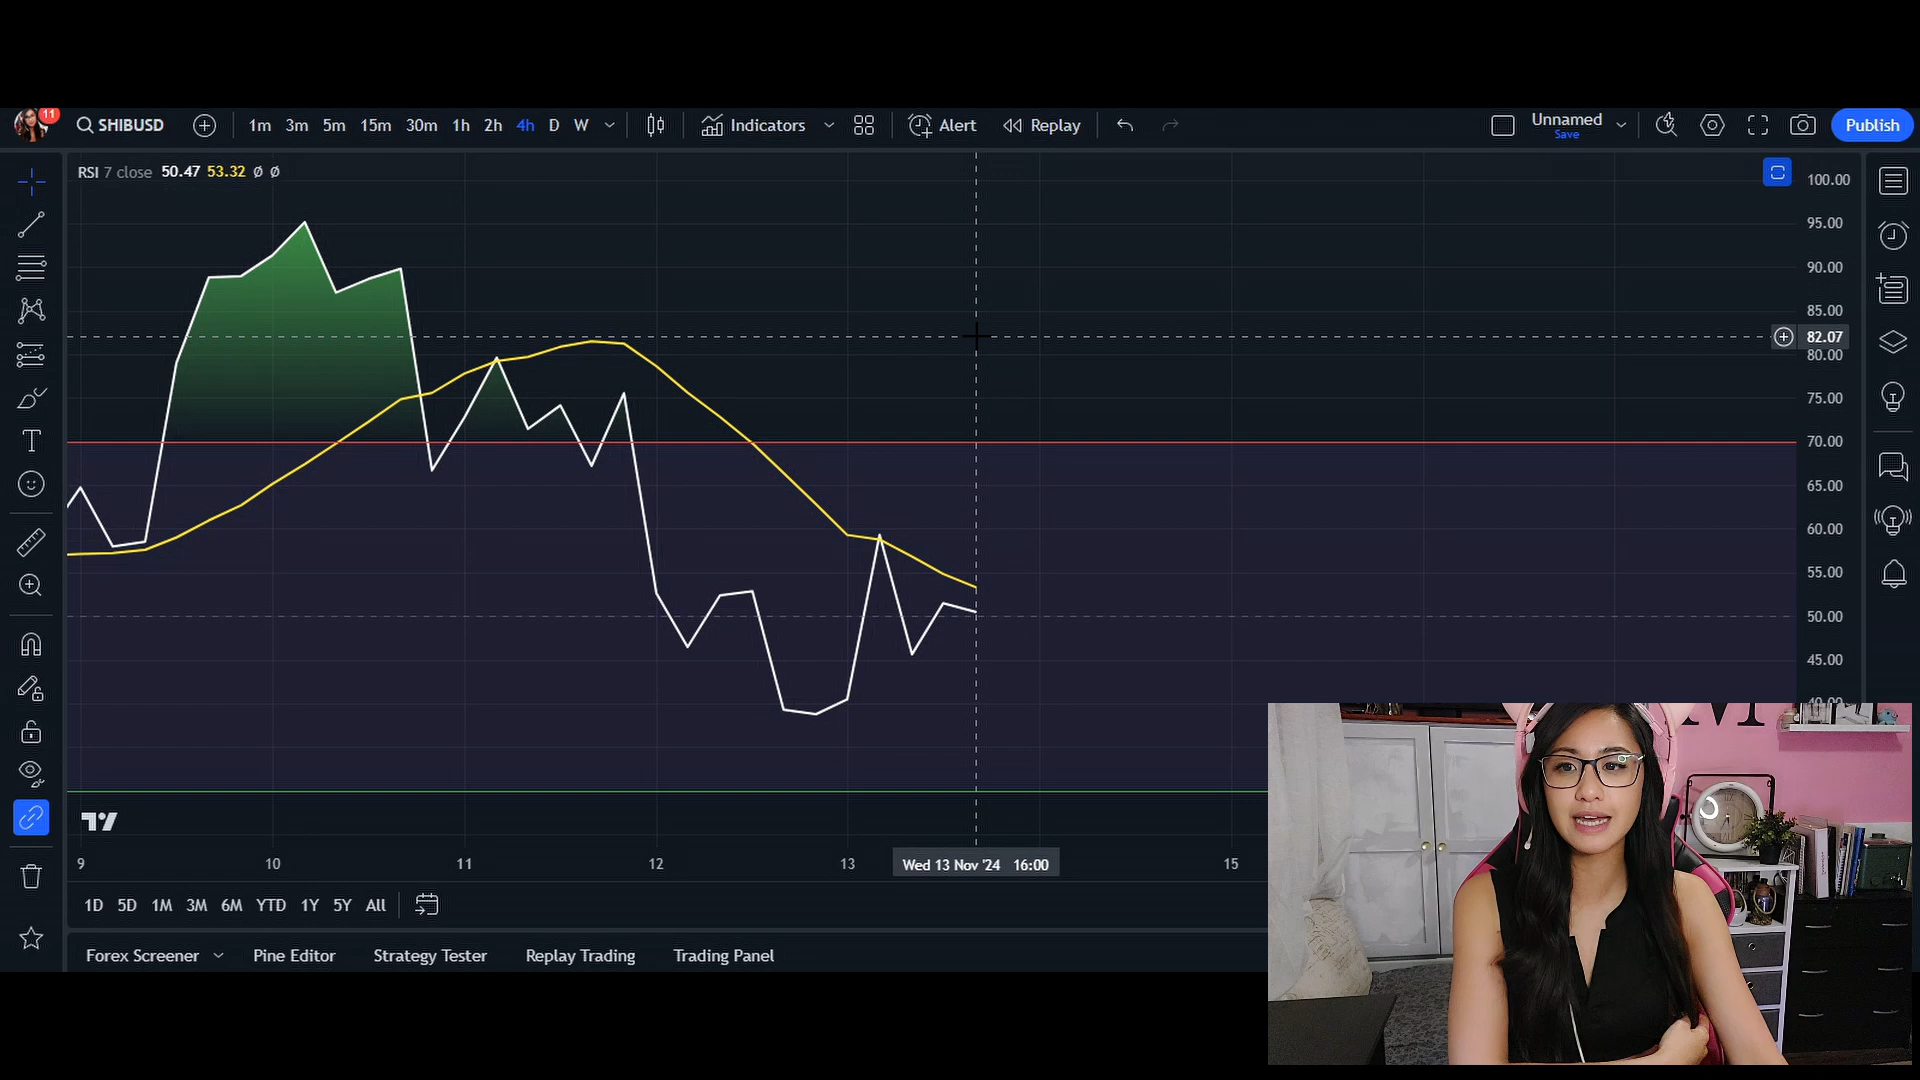 11
SHIBUSD
1m 3m 5m 15m 30m 1h 2h 4h D W
Indicators
Alert
Replay
Unnamed
Save
Publish
RSI 7 close 50.47 53.32 Ø Ø
100.00
95.00
90.00
85.00
82.07
80.00
75.00
70.00
65.00
60.00
55.00
50.00
45.00
40.00
T
M
9 10 11 12 13 Wed 13 Nov '24 16:00 15
1D 5D 1M 3M 6M YTD 1Y 5Y All
Forex Screener Pine Editor Strategy Tester Replay Trading Trading Panel